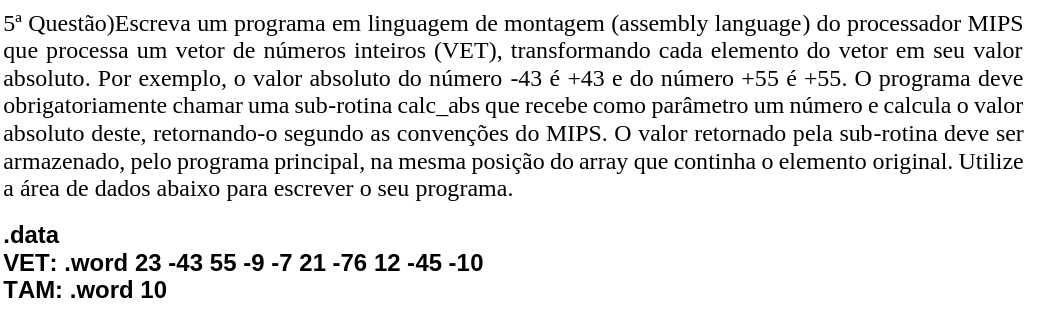 5ª Questão)Escreva um programa em linguagem de montagem (assembly language) do processador MIPS
que processa um vetor de números inteiros (VET), transformando cada elemento do vetor em seu valor
absoluto. Por exemplo, o valor absoluto do número -43 é +43 e do número +55 é +55. O programa deve
obrigatoriamente chamar uma sub-rotina calc_abs que recebe como parâmetro um número e calcula o valor
absoluto deste, retornando-o segundo as convenções do MIPS. O valor retornado pela sub-rotina deve ser
armazenado, pelo programa principal, na mesma posição do array que continha o elemento original. Utilize
a área de dados abaixo para escrever o seu programa.
.data
VET: .word 23 -43 55 -9 -7 21 -76 12 -45 -10
TAM: .word 10